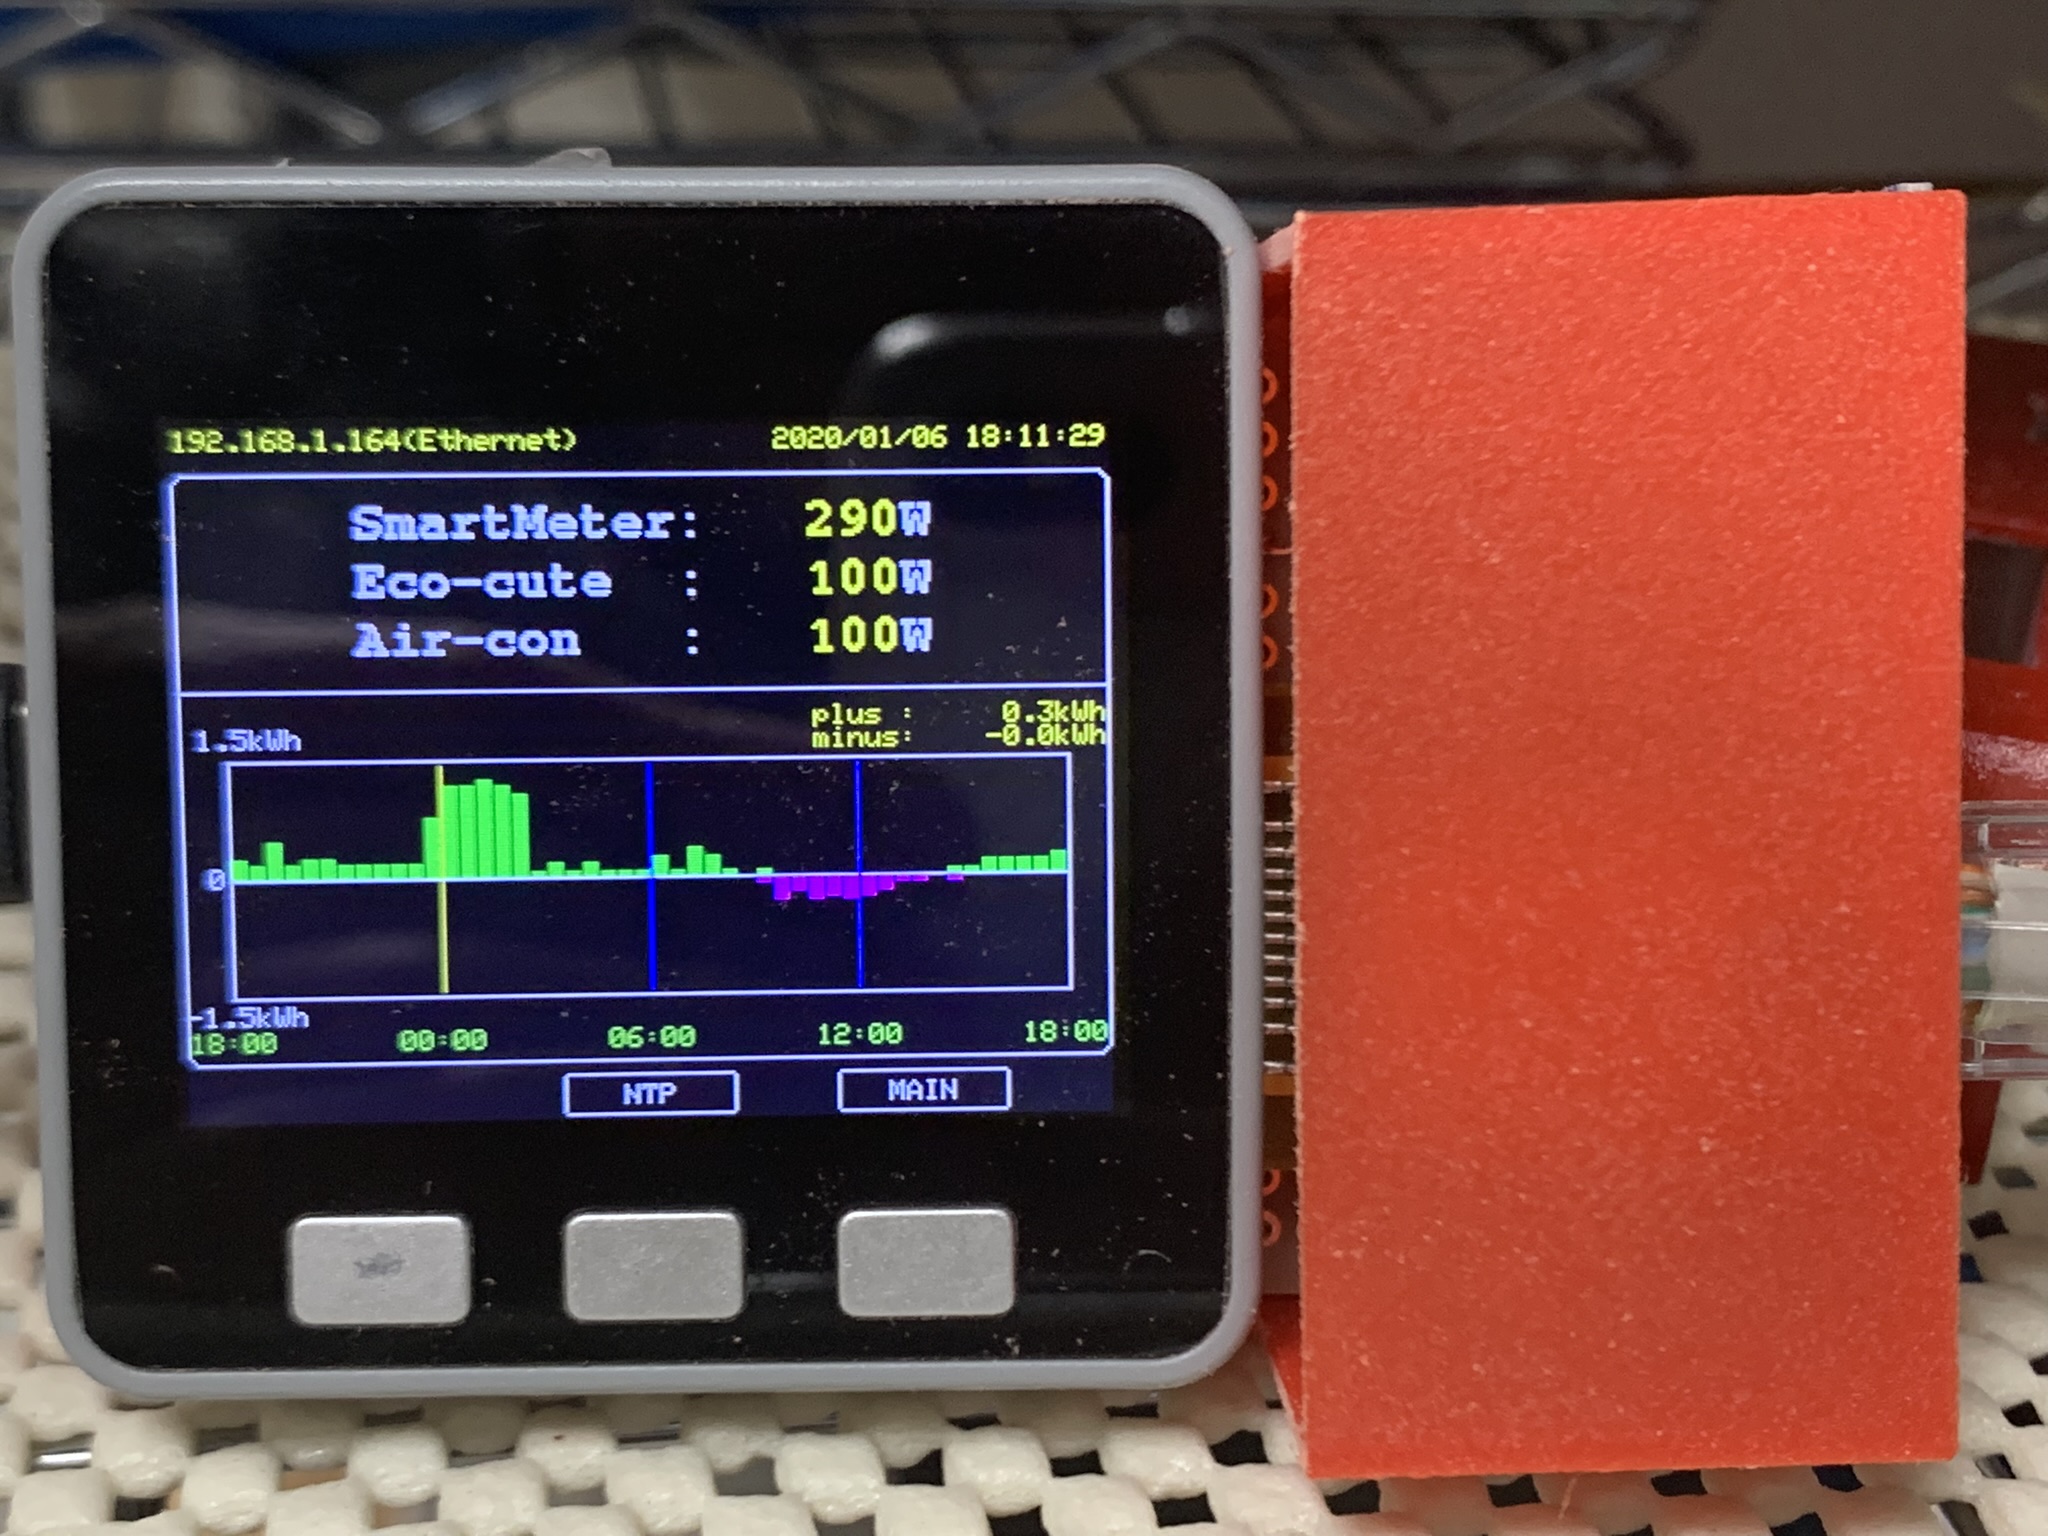 192.168.1.164(Ethernet) 2020/01/06 18:11:29
SmartMeter: 290W
Eco-cute : 100W
Air-con : 100W
plus : 0.3kWh
minus: -0.0kWh
1.5kWh
0
-1.5kWh
18:00 00:00 06:00 12:00 18:00
NTP MAIN